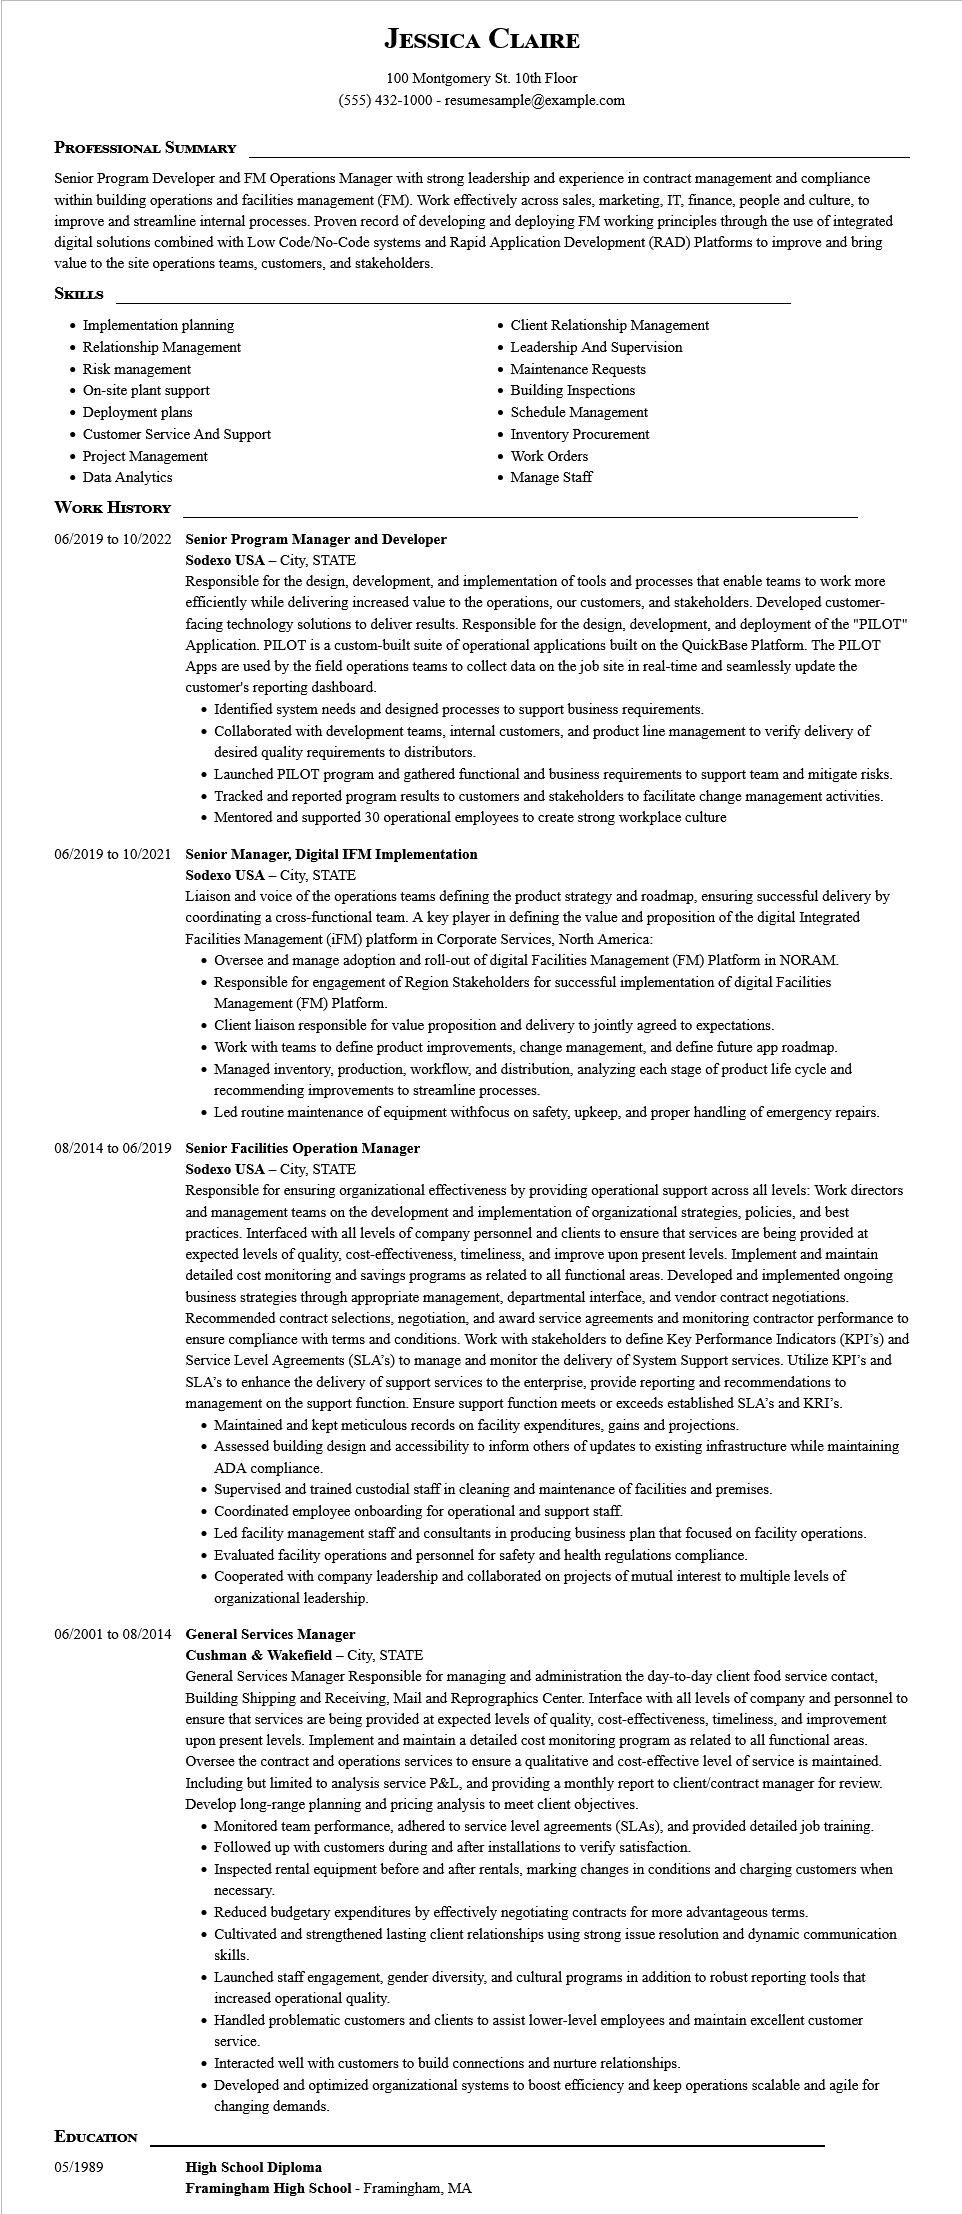 Jessica Claire
100 Montgomery St. 10th Floor
(555) 432-1000 - resumesample@example.com
Professional Summary
Senior Program Developer and FM Operations Manager with strong leadership and experience in contract management and compliance
within building operations and facilities management (FM). Work effectively across sales, marketing, IT, finance, people and culture, to
improve and streamline internal processes. Proven record of developing and deploying FM working principles through the use of integrated
digital solutions combined with Low Code/No-Code systems and Rapid Application Development (RAD) Platforms to improve and bring
value to the site operations teams, customers, and stakeholders.
Skills
• Implementation planning
• Relationship Management
• Risk management
• On-site plant support
• Deployment plans
• Customer Service And Support
• Project Management
• Data Analytics
• Client Relationship Management
• Leadership And Supervision
• Maintenance Requests
• Building Inspections
• Schedule Management
• Inventory Procurement
• Work Orders
• Manage Staff
Work History
06/2019 to 10/2022 Senior Program Manager and Developer
Sodexo USA – City, STATE
Responsible for the design, development, and implementation of tools and processes that enable teams to work more
efficiently while delivering increased value to the operations, our customers, and stakeholders. Developed customer-
facing technology solutions to deliver results. Responsible for the design, development, and deployment of the "PILOT"
Application. PILOT is a custom-built suite of operational applications built on the QuickBase Platform. The PILOT
Apps are used by the field operations teams to collect data on the job site in real-time and seamlessly update the
customer's reporting dashboard.
• Identified system needs and designed processes to support business requirements.
• Collaborated with development teams, internal customers, and product line management to verify delivery of
desired quality requirements to distributors.
• Launched PILOT program and gathered functional and business requirements to support team and mitigate risks.
• Tracked and reported program results to customers and stakeholders to facilitate change management activities.
• Mentored and supported 30 operational employees to create strong workplace culture
06/2019 to 10/2021 Senior Manager, Digital IFM Implementation
Sodexo USA – City, STATE
Liaison and voice of the operations teams defining the product strategy and roadmap, ensuring successful delivery by
coordinating a cross-functional team. A key player in defining the value and proposition of the digital Integrated
Facilities Management (iFM) platform in Corporate Services, North America:
• Oversee and manage adoption and roll-out of digital Facilities Management (FM) Platform in NORAM.
• Responsible for engagement of Region Stakeholders for successful implementation of digital Facilities
Management (FM) Platform.
• Client liaison responsible for value proposition and delivery to jointly agreed to expectations.
• Work with teams to define product improvements, change management, and define future app roadmap.
• Managed inventory, production, workflow, and distribution, analyzing each stage of product life cycle and
recommending improvements to streamline processes.
• Led routine maintenance of equipment withfocus on safety, upkeep, and proper handling of emergency repairs.
08/2014 to 06/2019 Senior Facilities Operation Manager
Sodexo USA – City, STATE
Responsible for ensuring organizational effectiveness by providing operational support across all levels: Work directors
and management teams on the development and implementation of organizational strategies, policies, and best
practices. Interfaced with all levels of company personnel and clients to ensure that services are being provided at
expected levels of quality, cost-effectiveness, timeliness, and improve upon present levels. Implement and maintain
detailed cost monitoring and savings programs as related to all functional areas. Developed and implemented ongoing
business strategies through appropriate management, departmental interface, and vendor contract negotiations.
Recommended contract selections, negotiation, and award service agreements and monitoring contractor performance to
ensure compliance with terms and conditions. Work with stakeholders to define Key Performance Indicators (KPI’s) and
Service Level Agreements (SLA’s) to manage and monitor the delivery of System Support services. Utilize KPI’s and
SLA’s to enhance the delivery of support services to the enterprise, provide reporting and recommendations to
management on the support function. Ensure support function meets or exceeds established SLA’s and KRI’s.
• Maintained and kept meticulous records on facility expenditures, gains and projections.
• Assessed building design and accessibility to inform others of updates to existing infrastructure while maintaining
ADA compliance.
• Supervised and trained custodial staff in cleaning and maintenance of facilities and premises.
• Coordinated employee onboarding for operational and support staff.
• Led facility management staff and consultants in producing business plan that focused on facility operations.
• Evaluated facility operations and personnel for safety and health regulations compliance.
• Cooperated with company leadership and collaborated on projects of mutual interest to multiple levels of
organizational leadership.
06/2001 to 08/2014 General Services Manager
Cushman & Wakefield – City, STATE
General Services Manager Responsible for managing and administration the day-to-day client food service contact,
Building Shipping and Receiving, Mail and Reprographics Center. Interface with all levels of company and personnel to
ensure that services are being provided at expected levels of quality, cost-effectiveness, timeliness, and improvement
upon present levels. Implement and maintain a detailed cost monitoring program as related to all functional areas.
Oversee the contract and operations services to ensure a qualitative and cost-effective level of service is maintained.
Including but limited to analysis service P&L, and providing a monthly report to client/contract manager for review.
Develop long-range planning and pricing analysis to meet client objectives.
• Monitored team performance, adhered to service level agreements (SLAs), and provided detailed job training.
• Followed up with customers during and after installations to verify satisfaction.
• Inspected rental equipment before and after rentals, marking changes in conditions and charging customers when
necessary.
• Reduced budgetary expenditures by effectively negotiating contracts for more advantageous terms.
• Cultivated and strengthened lasting client relationships using strong issue resolution and dynamic communication
skills.
• Launched staff engagement, gender diversity, and cultural programs in addition to robust reporting tools that
increased operational quality.
• Handled problematic customers and clients to assist lower-level employees and maintain excellent customer
service.
• Interacted well with customers to build connections and nurture relationships.
• Developed and optimized organizational systems to boost efficiency and keep operations scalable and agile for
changing demands.
Education
05/1989 High School Diploma
Framingham High School - Framingham, MA